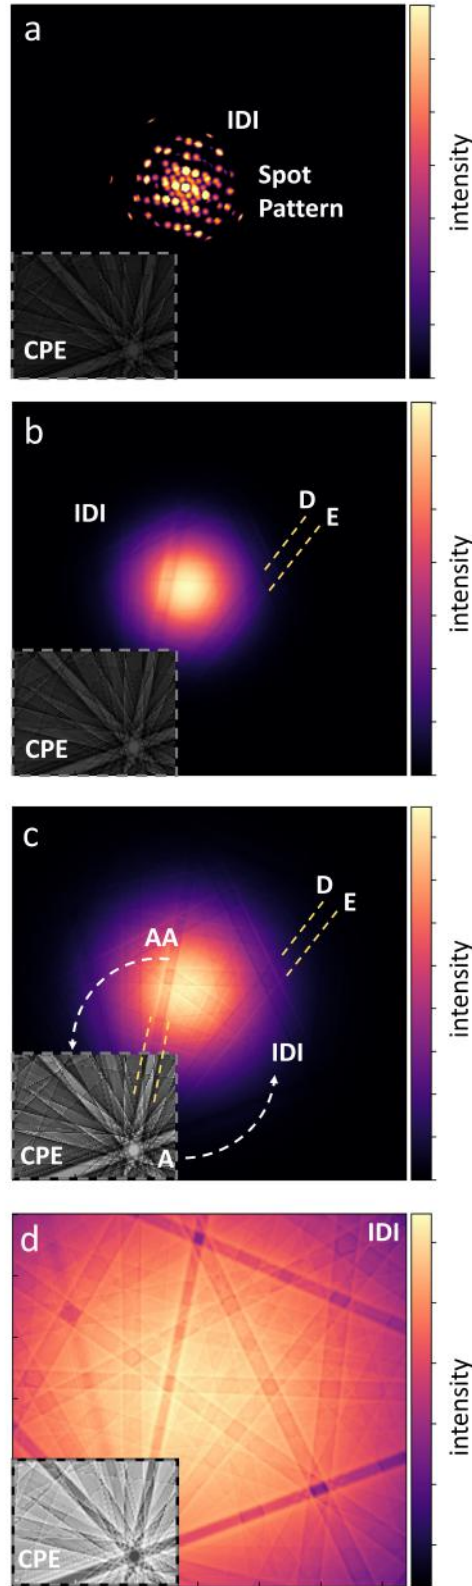 a
IDI
Spot
Pattern
CPE
intensity
b
D
E
IDI
CPE
intensity
c
D
E
AA
IDI
CPE
A
intensity
d
IDI
CPE
intensity